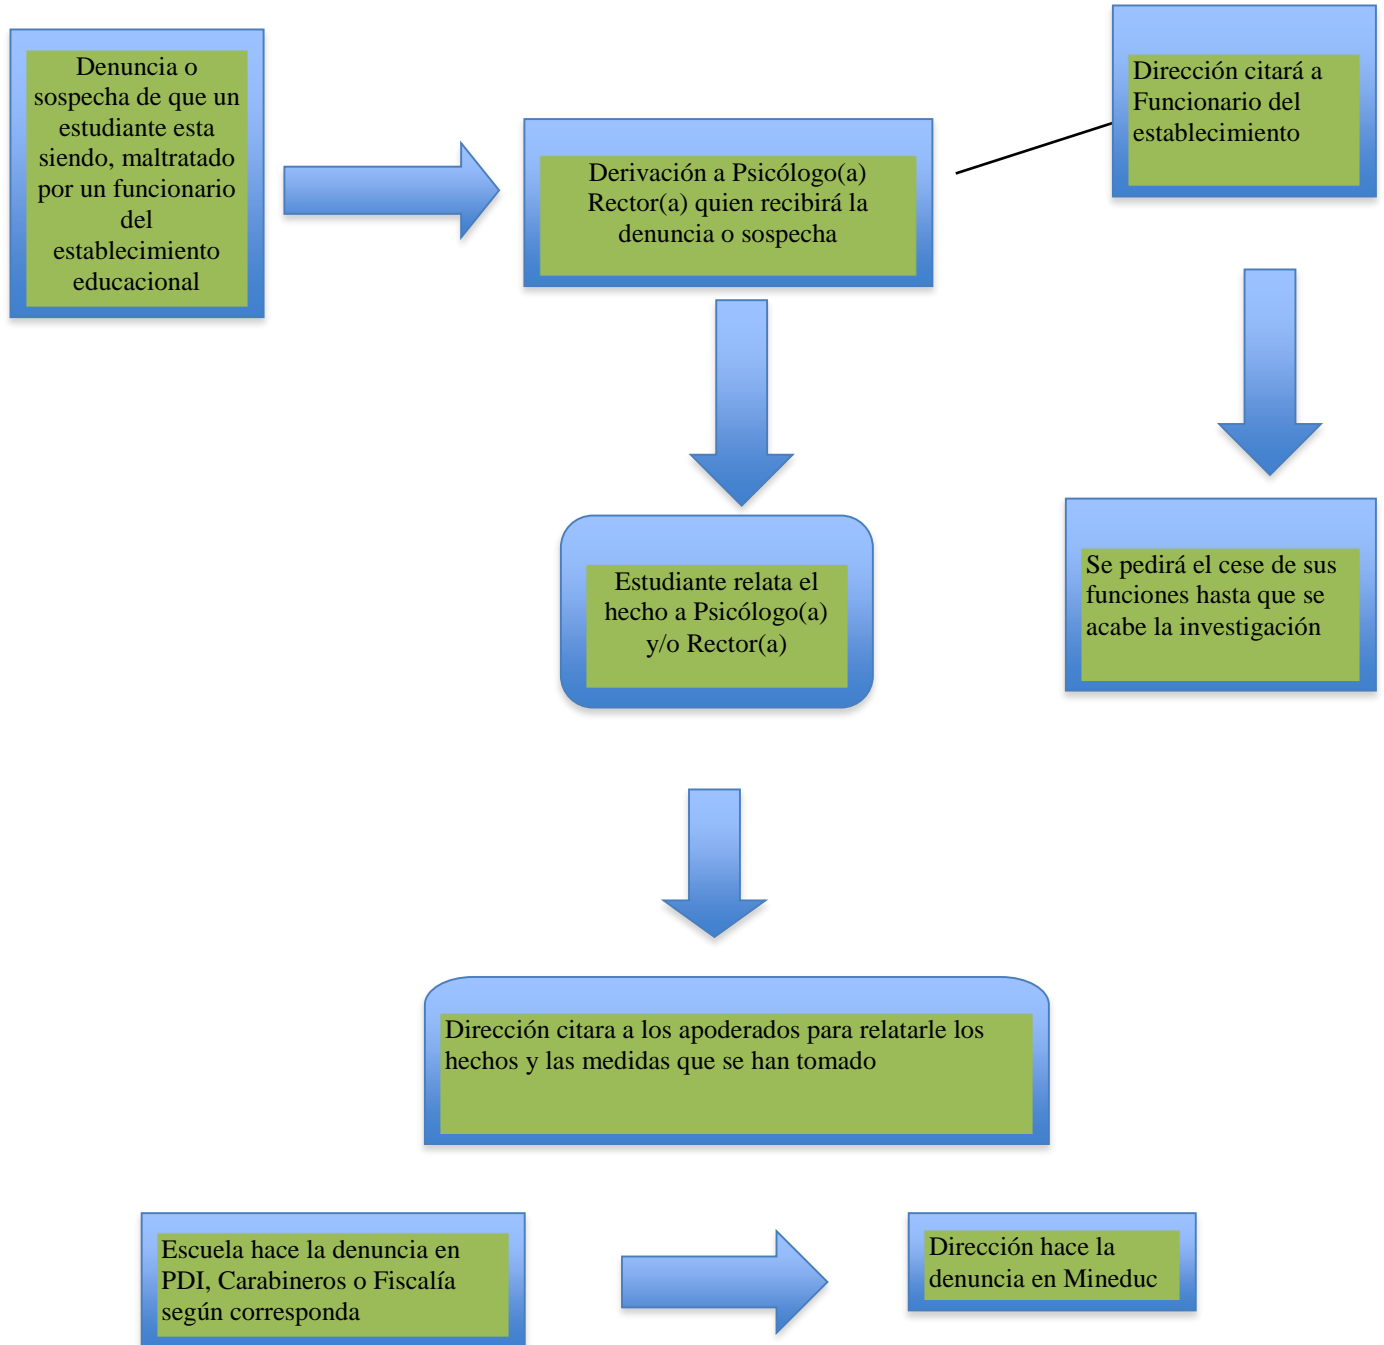 Denuncia o
sospecha de que un
estudiante esta
siendo, maltratado
por un funcionario
del
establecimiento
educacional
Derivación a Psicólogo(a)
Rector(a) quien recibirá la
denuncia o sospecha
Dirección citará a
Funcionario del
establecimiento
Estudiante relata el
hecho a Psicólogo(a)
y/o Rector(a)
Se pedirá el cese de sus
funciones hasta que se
acabe la investigación
Dirección citara a los apoderados para relatarle los
hechos y las medidas que se han tomado
Escuela hace la denuncia en
PDI, Carabineros o Fiscalía
según corresponda
Dirección hace la
denuncia en Mineduc